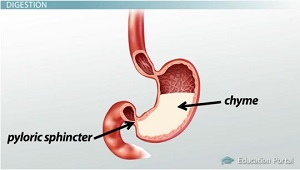 DIGESTION
chyme
pyloric sphincter
Education Portal